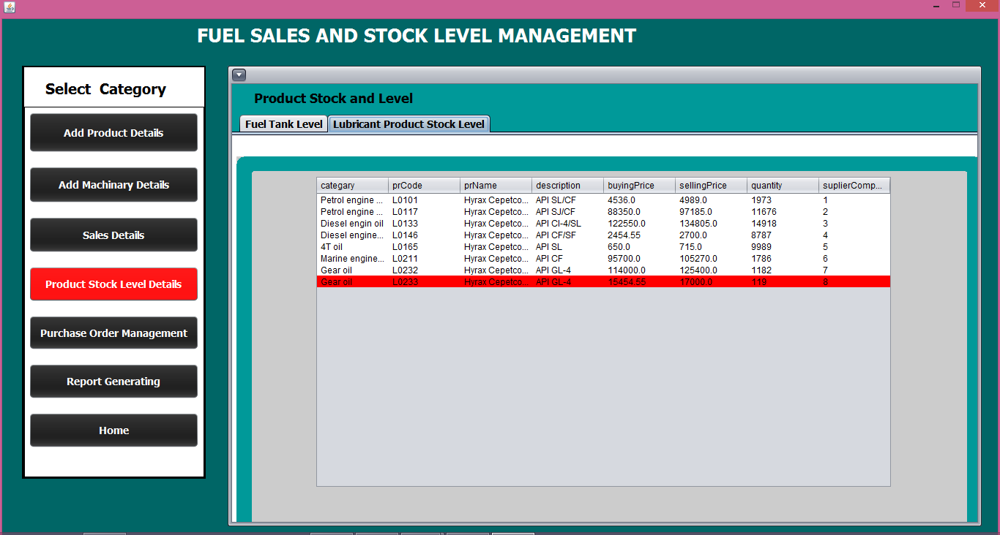 FUEL SALES AND STOCK LEVEL MANAGEMENT
Select Category
Add Product Details
Add Machinary Details
Sales Details
Product Stock Level Details
Purchase Order Management
Report Generating
Home
Product Stock and Level
Fuel Tank Level Lubricant Product Stock Level
categary prCode prName description buyingPrice sellingPrice quantity suplierComp...
Petrol engine ... L0101 Hyrax Cepetco... API SL/CF 4536.0 4989.0 1973 1
Petrol engine ... L0117 Hyrax Cepetco... API SJ/CF 88350.0 97185.0 11676 2
Diesel engin oil L0133 Hyrax Cepetco... API CI-4/SL 122550.0 134805.0 14918 3
Diesel engine... L0146 Hyrax Cepetco... API CF/SF 2454.55 2700.0 8787 4
4T oil L0165 Hyrax Cepetco... API SL 650.0 715.0 9989 5
Marine engine... L0211 Hyrax Cepetco... API CF 95700.0 105270.0 1786 6
Gear oil L0232 Hyrax Cepetco... API GL-4 114000.0 125400.0 1182 7
Gear oil L0233 Hyrax Cepetco... API GL-4 15454.55 17000.0 119 8